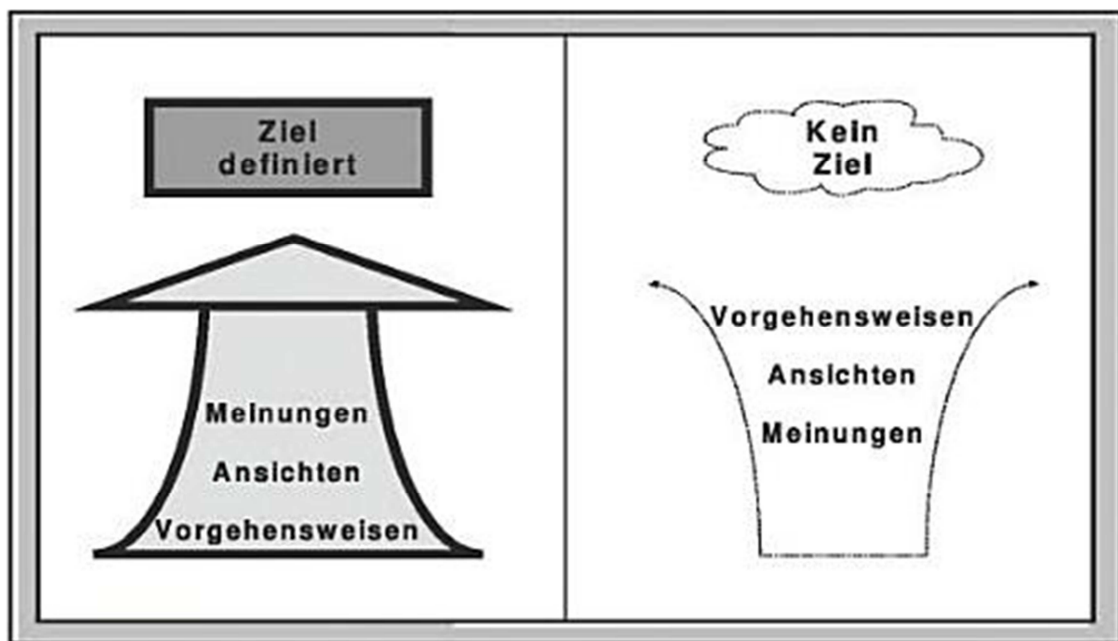 Ziel
definiert
Meinungen
Ansichten
Vorgehensweisen
Kein
Ziel
Vorgehensweisen
Ansichten
Meinungen